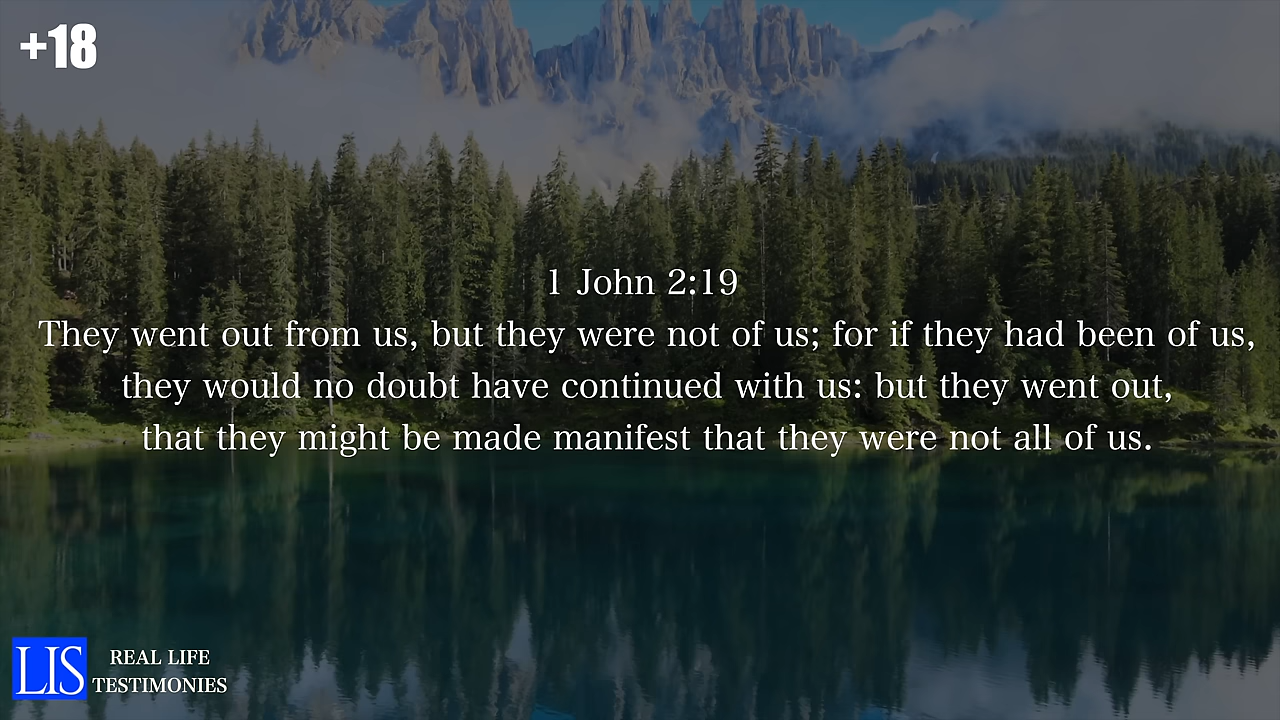 +18
1 John 2:19
They went out from us, but they were not of us; for if they had been of us,
they would no doubt have continued with us: but they went out,
that they might be made manifest that they were not all of us.
LIS
REAL LIFE
TESTIMONIES